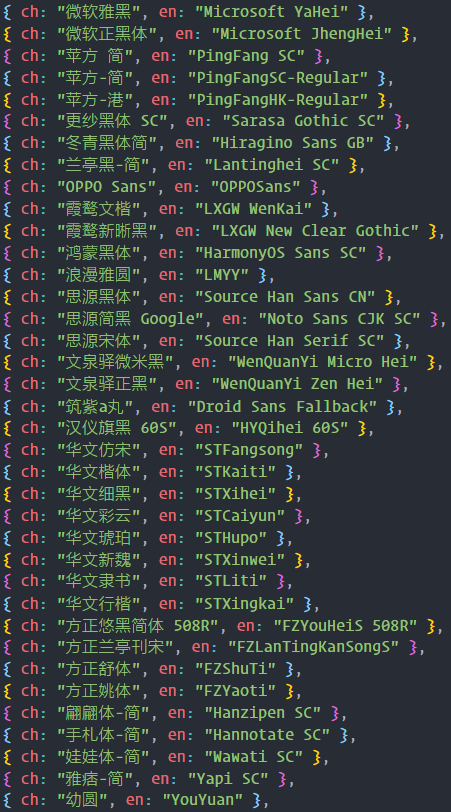 { ch: "微软雅黑", en: "Microsoft YaHei" },
{ ch: "微软正黑体", en: "Microsoft JhengHei" },
{ ch: "苹方 简", en: "PingFang SC" },
{ ch: "苹方-简", en: "PingFangSC-Regular" },
{ ch: "苹方-港", en: "PingFangHK-Regular" },
{ ch: "更纱黑体 SC", en: "Sarasa Gothic SC" },
{ ch: "冬青黑体简", en: "Hiragino Sans GB" },
{ ch: "兰亭黑-简", en: "Lantinghei SC" },
{ ch: "OPPO Sans", en: "OPPOSans" },
{ ch: "霞鹜文楷", en: "LXGW WenKai" },
{ ch: "霞鹜新晰黑", en: "LXGW New Clear Gothic" },
{ ch: "鸿蒙黑体", en: "HarmonyOS Sans SC" },
{ ch: "浪漫雅圆", en: "LMYY" },
{ ch: "思源黑体", en: "Source Han Sans CN" },
{ ch: "思源简黑 Google", en: "Noto Sans CJK SC" },
{ ch: "思源宋体", en: "Source Han Serif SC" },
{ ch: "文泉驿微米黑", en: "WenQuanYi Micro Hei" },
{ ch: "文泉驿正黑", en: "WenQuanYi Zen Hei" },
{ ch: "筑紫a丸", en: "Droid Sans Fallback" },
{ ch: "汉仪旗黑 60S", en: "HYQihei 60S" },
{ ch: "华文仿宋", en: "STFangsong" },
{ ch: "华文楷体", en: "STKaiti" },
{ ch: "华文细黑", en: "STXihei" },
{ ch: "华文彩云", en: "STCaiyun" },
{ ch: "华文琥珀", en: "STHupo" },
{ ch: "华文新魏", en: "STXinwei" },
{ ch: "华文隶书", en: "STLiti" },
{ ch: "华文行楷", en: "STXingkai" },
{ ch: "方正悠黑简体 508R", en: "FZYouHeiS 508R" },
{ ch: "方正兰亭刊宋", en: "FZLanTingKanSongS" },
{ ch: "方正舒体", en: "FZShuTi" },
{ ch: "方正姚体", en: "FZYaoti" },
{ ch: "翩翩体-简", en: "Hanzipen SC" },
{ ch: "手札体-简", en: "Hannotate SC" },
{ ch: "娃娃体-简", en: "Wawati SC" },
{ ch: "雅痞-简", en: "Yapi SC" },
{ ch: "幼圆", en: "YouYuan" },